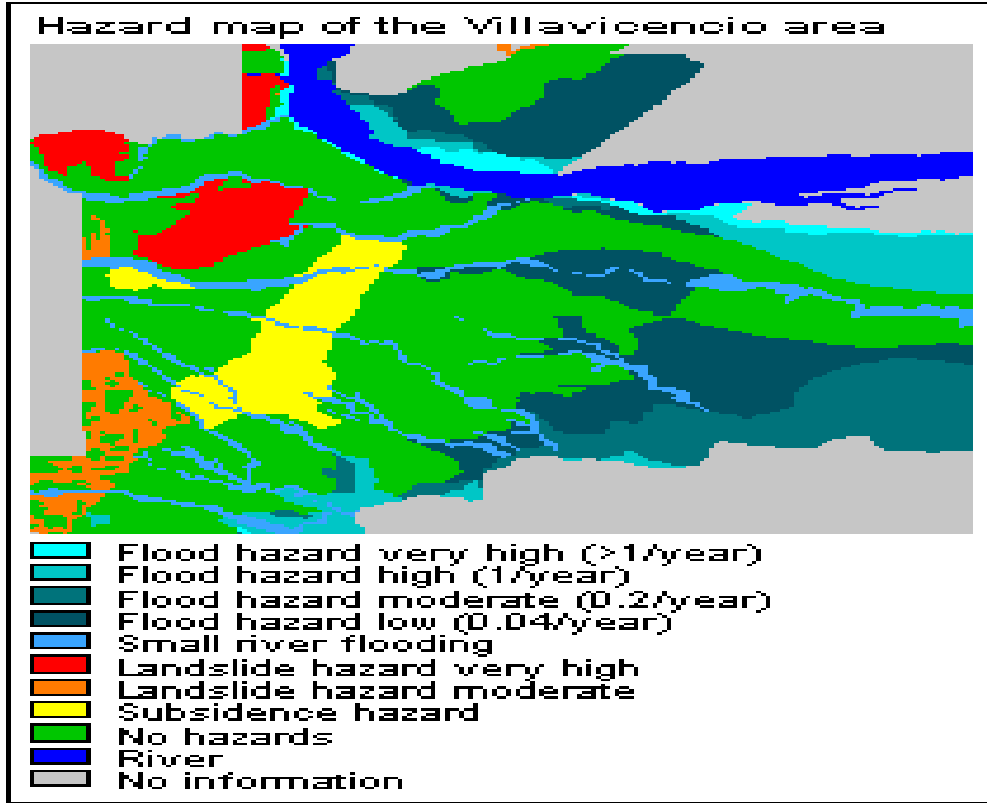 Hazard map of the Villavicencio area
Flood hazard very high (>1/year)
Flood hazard high (1/year)
Flood hazard moderate (0.2/year)
Flood hazard low (0.04/year)
Small river flooding
Landslide hazard very high
Landslide hazard moderate
Subsidence hazard
No hazards
River
No information